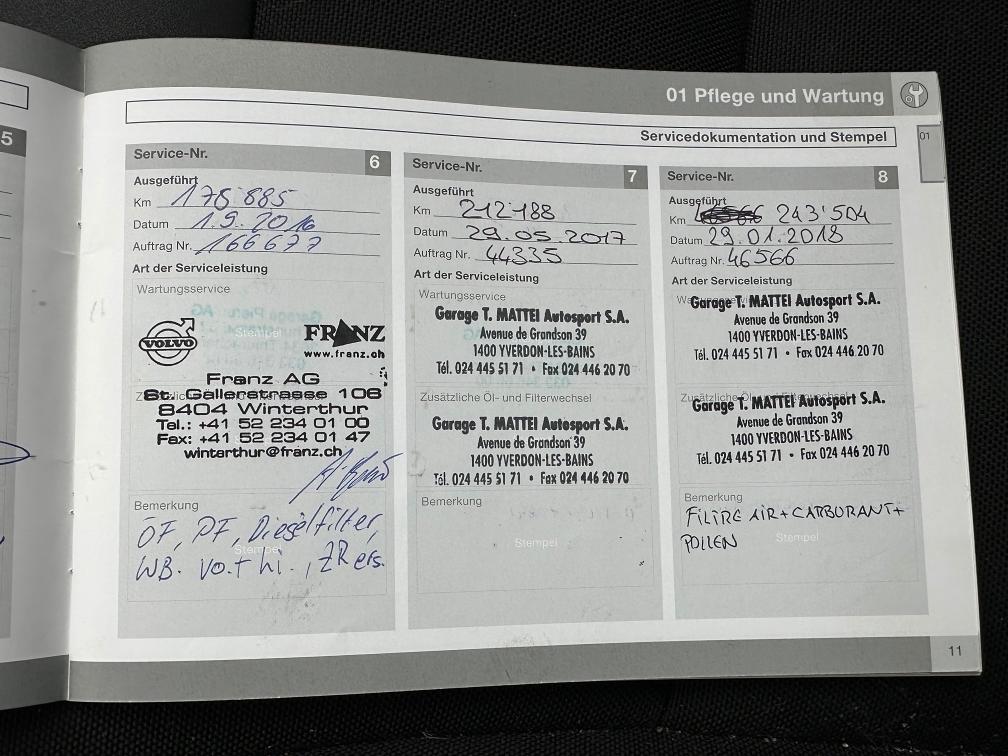 5
01 Pflege und Wartung
01
Servicedokumentation und Stempel
Service-Nr. 6
Ausgeführt
Km 178 885
Datum 1.9.2016
Auftrag Nr. 166677
Art der Serviceleistung
Wartungsservice
Stempel
VOLVO
FRANZ
www.franz.ch
Franz AG
St. Gallerstrasse 106
8404 Winterthur
Tel.: +41 52 234 01 00
Fax: +41 52 234 01 47
winterthur@franz.ch
Bemerkung
ÖF, PF, Dieselfilter,
Stempel
WB. vo.+ hi., ZR ers.
Service-Nr. 7
Ausgeführt
Km 212'188
Datum 29.05.2017
Auftrag Nr. 44335
Art der Serviceleistung
Wartungsservice
Garage T. MATTEI Autosport S.A.
Avenue de Grandson 39
1400 YVERDON-LES-BAINS
Tél. 024 445 51 71 • Fax 024 446 20 70
Zusätzliche Öl- und Filterwechsel
Garage T. MATTEI Autosport S.A.
Avenue de Grandson 39
1400 YVERDON-LES-BAINS
Tél. 024 445 51 71 • Fax 024 446 20 70
Bemerkung
Stempel
Service-Nr. 8
Ausgeführt
Km 243'504
Datum 29.01.2018
Auftrag Nr. 46566
Art der Serviceleistung
Garage T. MATTEI Autosport S.A.
Avenue de Grandson 39
1400 YVERDON-LES-BAINS
Tél. 024 445 51 71 • Fax 024 446 20 70
Garage T. MATTEI Autosport S.A.
Avenue de Grandson 39
1400 YVERDON-LES-BAINS
Tél. 024 445 51 71 • Fax 024 446 20 70
Bemerkung
FILTRE AIR + CARBURANT +
POLLEN
Stempel
11